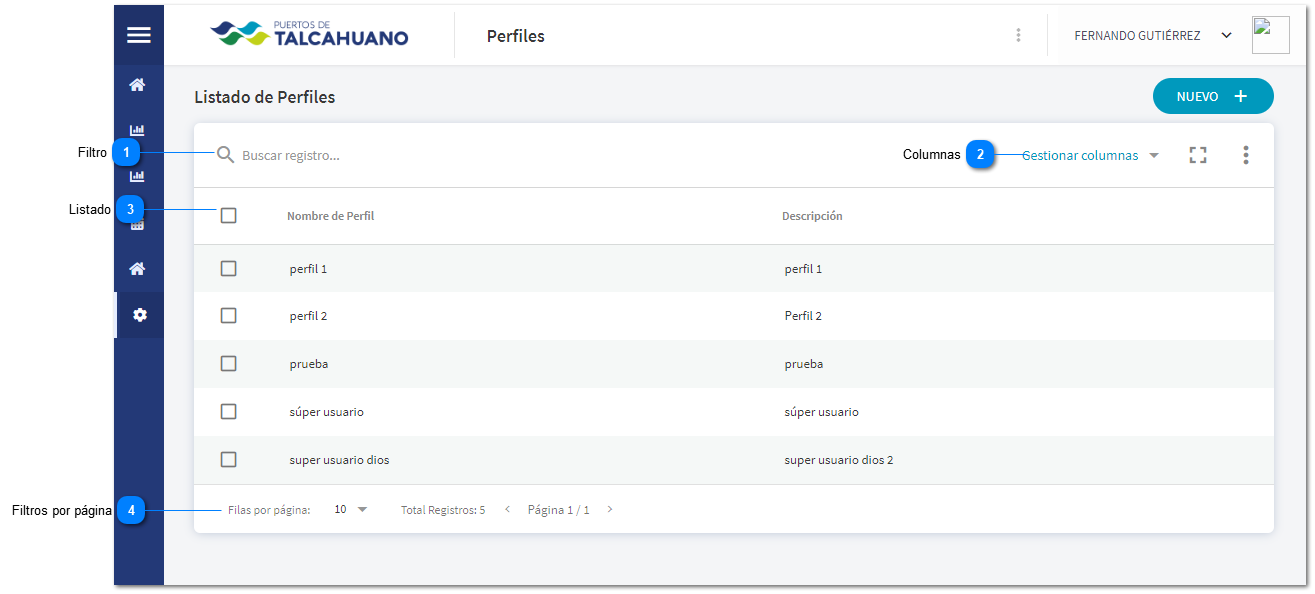 PUERTOS DE
TALCAHUANO
Perfiles
FERNANDO GUTIÉRREZ
Listado de Perfiles
NUEVO +
Filtro 1
Buscar registro...
Columnas 2
Gestionar columnas
Listado 3
Nombre de Perfil Descripción
perfil 1 perfil 1
perfil 2 Perfil 2
prueba prueba
súper usuario súper usuario
super usuario dios super usuario dios 2
Filtros por página 4
Filas por página: 10 Total Registros: 5 < Página 1 / 1 >